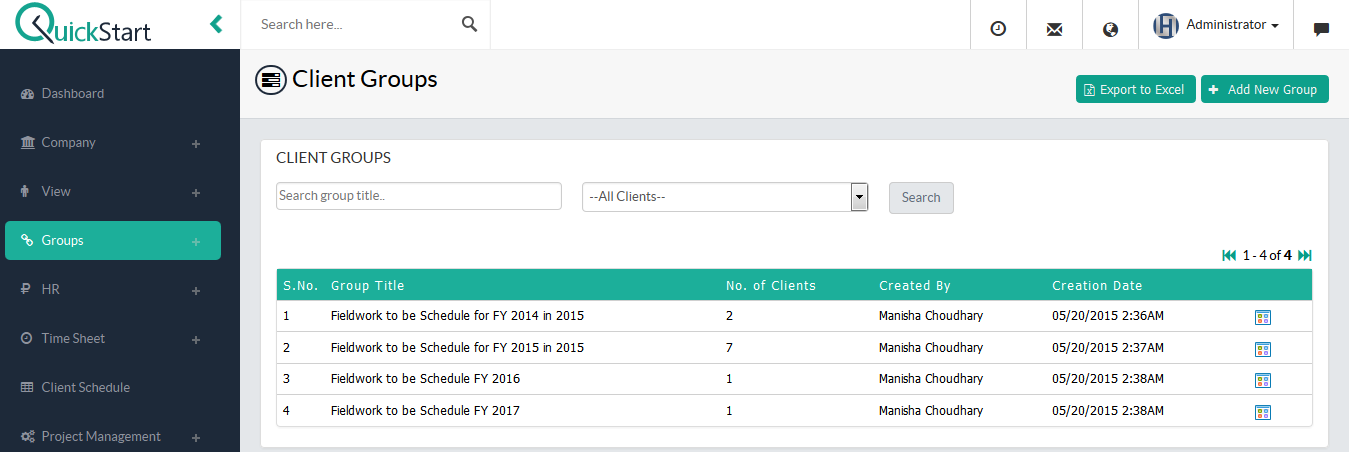 QuickStart
Search here...
Administrator
Dashboard
Company
View
Groups
HR
Time Sheet
Client Schedule
Project Management
Client Groups
Export to Excel
Add New Group
CLIENT GROUPS
Search group title..
--All Clients--
Search
1 - 4 of 4
S.No. Group Title No. of Clients Created By Creation Date
1 Fieldwork to be Schedule for FY 2014 in 2015 2 Manisha Choudhary 05/20/2015 2:36AM
2 Fieldwork to be Schedule for FY 2015 in 2015 7 Manisha Choudhary 05/20/2015 2:37AM
3 Fieldwork to be Schedule FY 2016 1 Manisha Choudhary 05/20/2015 2:38AM
4 Fieldwork to be Schedule FY 2017 1 Manisha Choudhary 05/20/2015 2:38AM